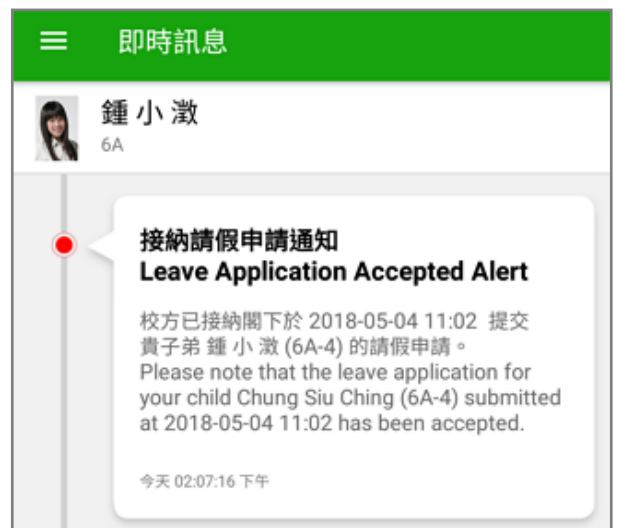 即時訊息
鍾 小 澂
6A
接納請假申請通知
Leave Application Accepted Alert
校方已接納閣下於 2018-05-04 11:02 提交
貴子弟 鍾 小 澂 (6A-4) 的請假申請。
Please note that the leave application for
your child Chung Siu Ching (6A-4) submitted
at 2018-05-04 11:02 has been accepted.
今天 02:07:16 下午